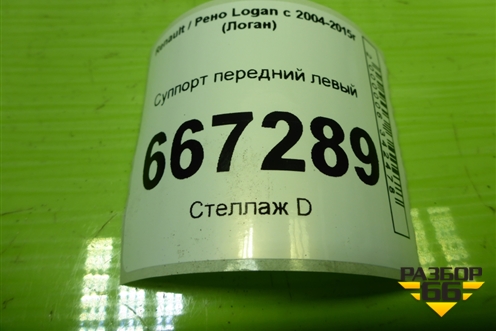 Renault / Рено Logan с 2004-2015г
(Логан)
Суппорт передний левый
667289
Стеллаж D
РАЗБОР
66